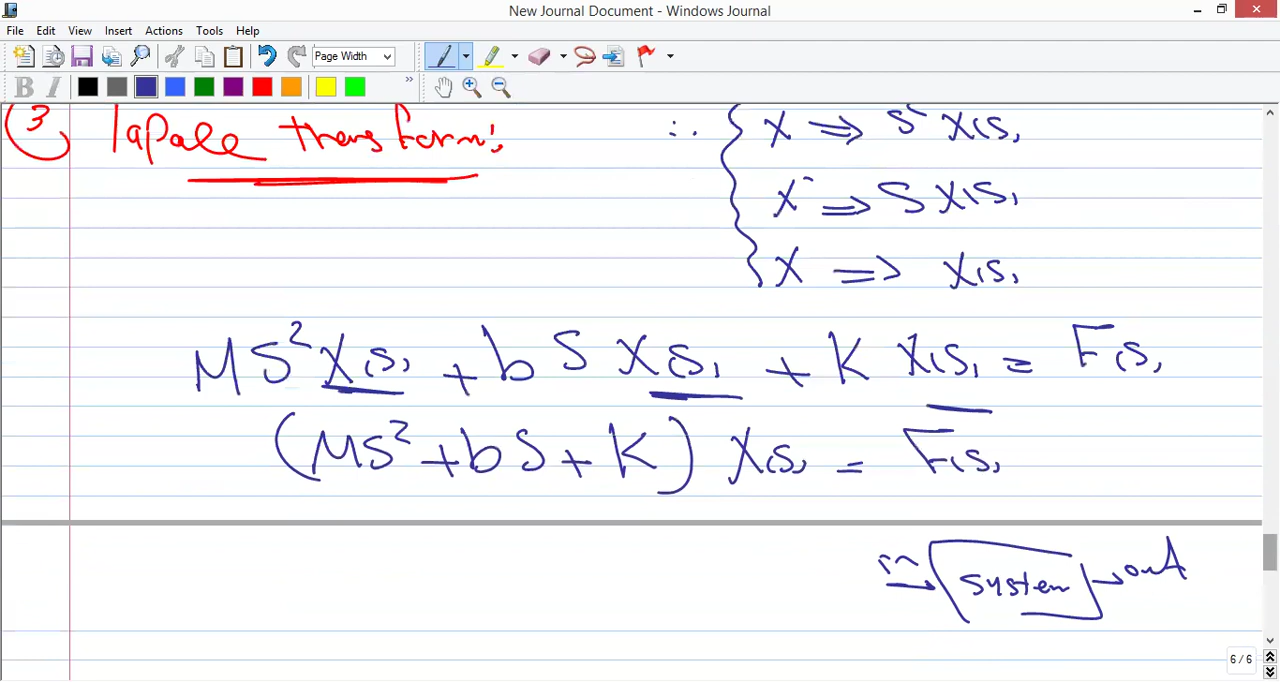 New Journal Document - Windows Journal
File Edit View Insert Actions Tools Help
Page Width
B I »
3 lapale transform:
∴ { X ⇒ S² X(s)
X˙ ⇒ S X(s)
X ⇒ X(s)
MS² X(s) + b S X(s) + K X(s) = F(s)
(MS² + bS + K) X(s) = F(s)
in system out
6 / 6